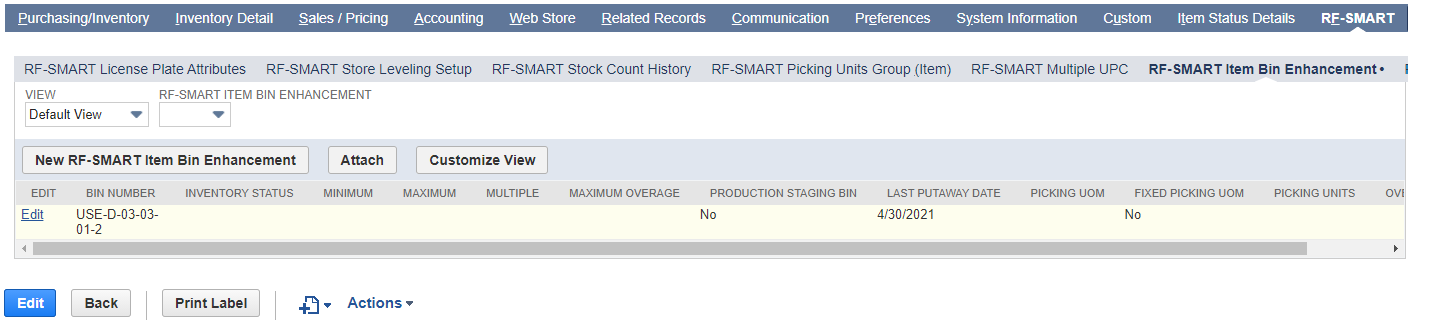 Purchasing/Inventory Inventory Detail Sales / Pricing Accounting Web Store Related Records Communication Preferences System Information Custom Item Status Details RF-SMART
RF-SMART License Plate Attributes RF-SMART Store Leveling Setup RF-SMART Stock Count History RF-SMART Picking Units Group (Item) RF-SMART Multiple UPC RF-SMART Item Bin Enhancement •
VIEW RF-SMART ITEM BIN ENHANCEMENT
Default View
New RF-SMART Item Bin Enhancement Attach Customize View
EDIT BIN NUMBER INVENTORY STATUS MINIMUM MAXIMUM MULTIPLE MAXIMUM OVERAGE PRODUCTION STAGING BIN LAST PUTAWAY DATE PICKING UOM FIXED PICKING UOM PICKING UNITS
Edit USE-D-03-03- No 4/30/2021 No
01-2
Edit Back Print Label Actions